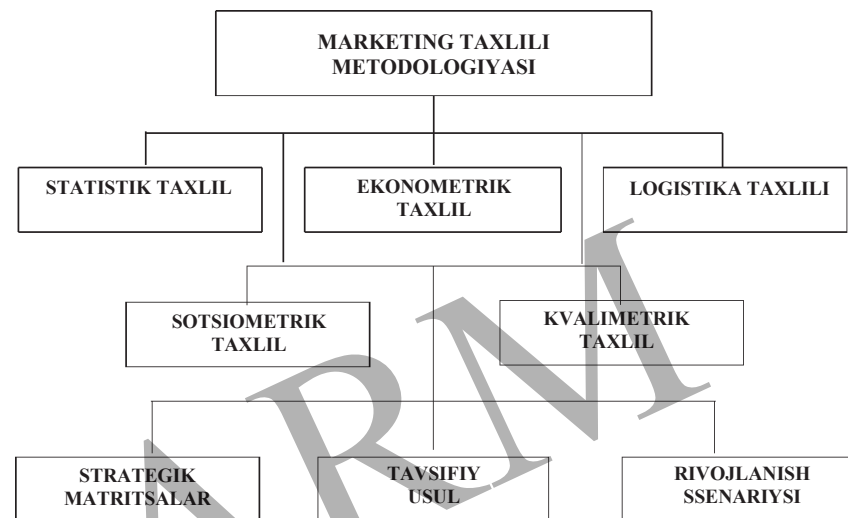 MARKETING TAXLILI
METODOLOGIYASI
STATISTIK TAXLIL
EKONOMETRIK
TAXLIL
LOGISTIKA TAXLILI
SOTSIOMETRIK
TAXLIL
KVALIMETRIK
TAXLIL
STRATEGIK
MATRITSALAR
TAVSIFIY
USUL
RIVOJLANISH
SSENARIYSI
ARM